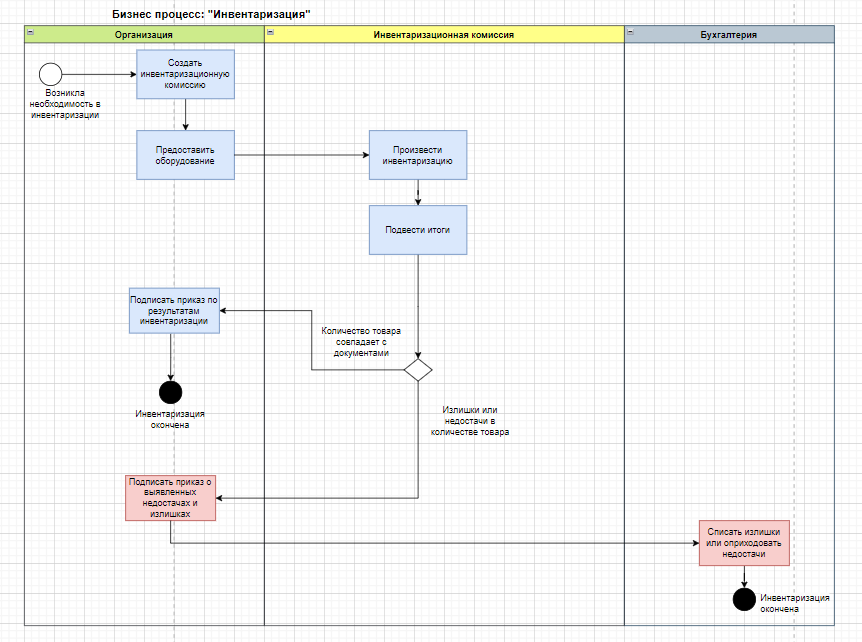 Бизнес процесс: "Инвентаризация"
Организация
Инвентаризационная комиссия
Бухгалтерия
Создать
инвентаризационную
комиссию
Возникла
необходимость в
инвентаризации
Предоставить
оборудование
Произвести
инвентаризацию
Подвести итоги
Подписать приказ по
результатам
инвентаризации
Количество товара
совпадает с
документами
Инвентаризация
окончена
Излишки или
недостачи в
количестве товара
Подписать приказ о
выявленных
недостачах и
излишках
Списать излишки
или оприходовать
недостачи
Инвентаризация
окончена